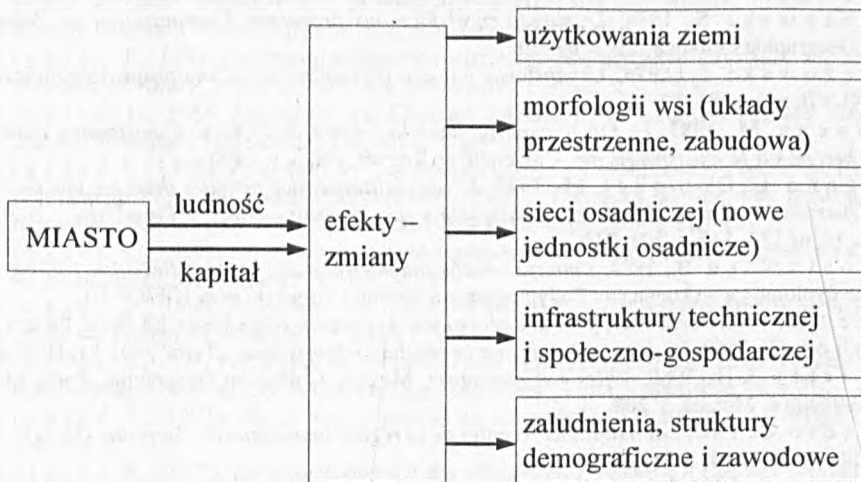 użytkowania ziemi
morfologii wsi (układy
przestrzenne, zabudowa)
ludność
MIASTO
kapitał
efekty –
zmiany
sieci osadniczej (nowe
jednostki osadnicze)
infrastruktury technicznej
i społeczno-gospodarczej
zaludnienia, struktury
demograficzne i zawodowe